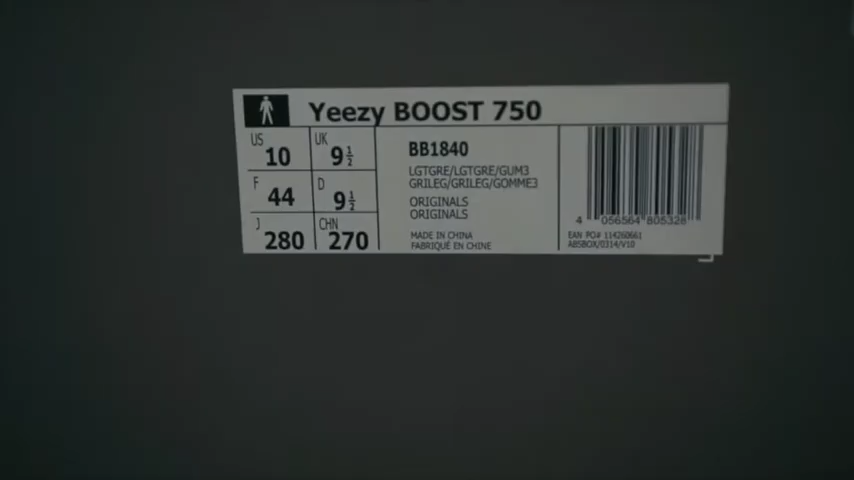 Yeezy BOOST 750
US 10 UK 9½
F 44 D 9½
J 280 CHN 270
BB1840
LGTGRE/LGTGRE/GUM3
GRILEG/GRILEG/GOMME3
ORIGINALS
ORIGINALS
MADE IN CHINA
FABRIQUÉ EN CHINE
4 056564 805328
EAN PO# 114260661
ABSBOX/0314/V10